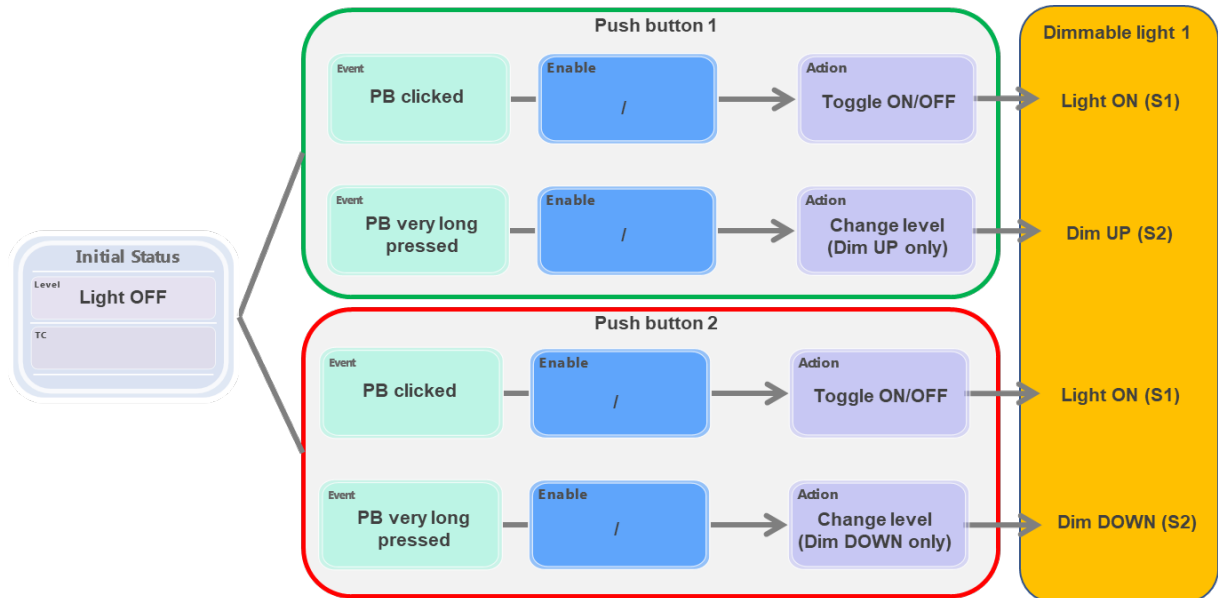 Initial Status
Level
Light OFF
TC
Push button 1
Event
PB clicked
Enable
/
Action
Toggle ON/OFF
Event
PB very long
pressed
Enable
/
Action
Change level
(Dim UP only)
Push button 2
Event
PB clicked
Enable
/
Action
Toggle ON/OFF
Event
PB very long
pressed
Enable
/
Action
Change level
(Dim DOWN only)
Dimmable light 1
Light ON (S1)
Dim UP (S2)
Light ON (S1)
Dim DOWN (S2)